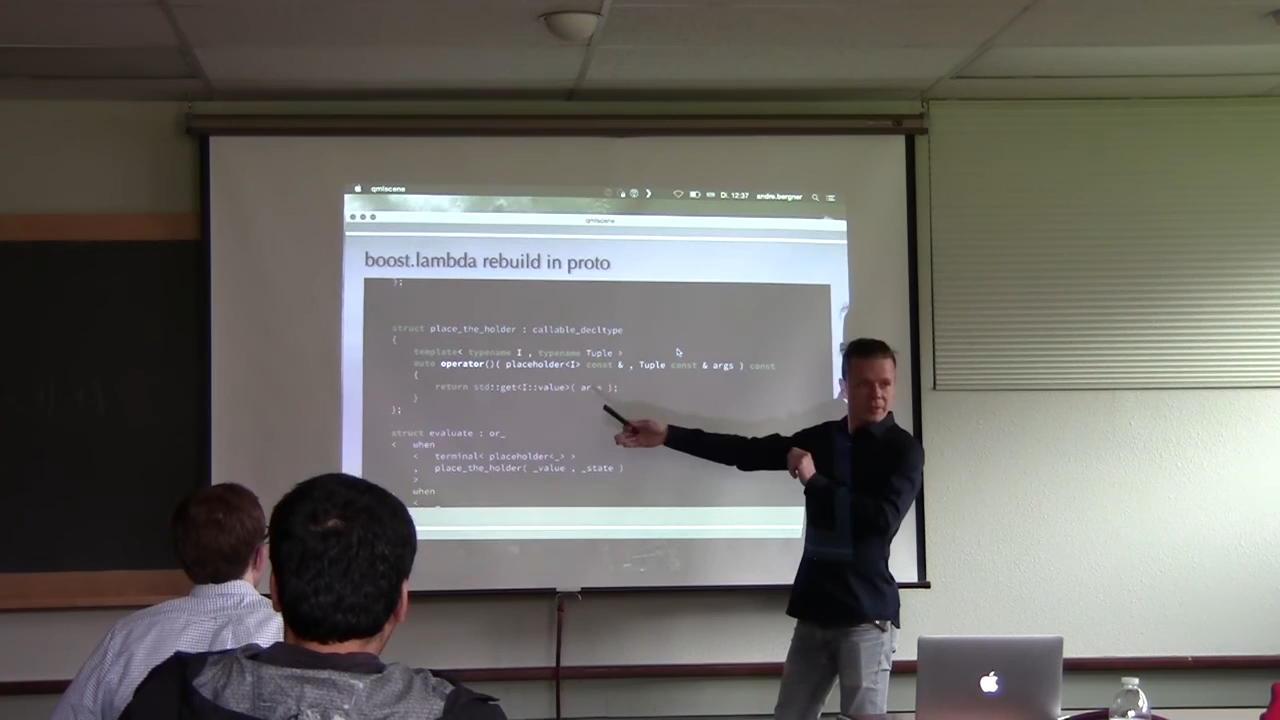 qmlscene Di. 12:37 andre.bergner
qmlscene
boost.lambda rebuild in proto
};
struct place_the_holder : callable_decltype
{
template< typename I , typename Tuple >
auto operator()( placeholder<I> const & , Tuple const & args ) const
{
return std::get<I::value>( args );
}
};
struct evaluate : or_
< when
< terminal< placeholder<_> >
, place_the_holder( _value , _state )
>
when
< _